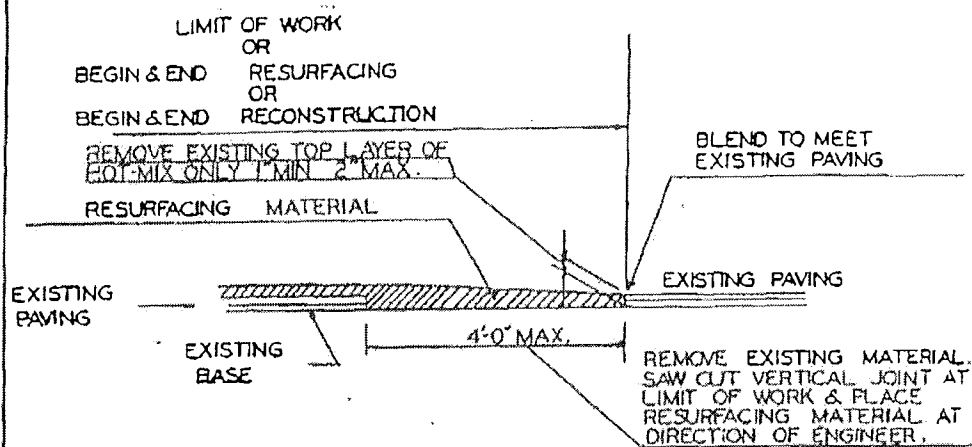 LIMIT OF WORK
OR
BEGIN & END RESURFACING
OR
BEGIN & END RECONSTRUCTION
REMOVE EXISTING TOP LAYER OF
HOT-MIX ONLY 1" MIN 2" MAX.
RESURFACING MATERIAL
BLEND TO MEET
EXISTING PAVING
EXISTING PAVING
EXISTING
PAVING
EXISTING
BASE
4'-0" MAX.
REMOVE EXISTING MATERIAL.
SAW CUT VERTICAL JOINT AT
LIMIT OF WORK & PLACE
RESURFACING MATERIAL AT
DIRECTION OF ENGINEER.